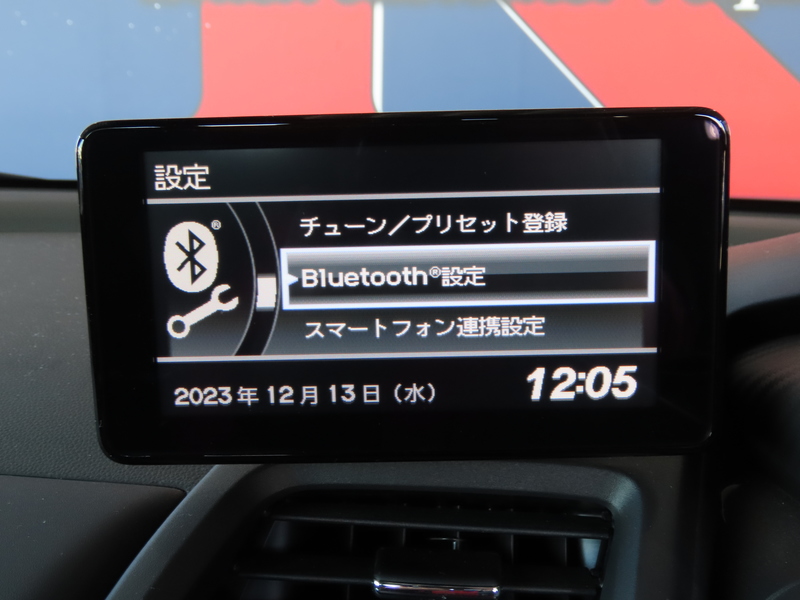 設定
チューン／プリセット登録
Bluetooth®設定
スマートフォン連携設定
2023年12月13日（水）
12:05